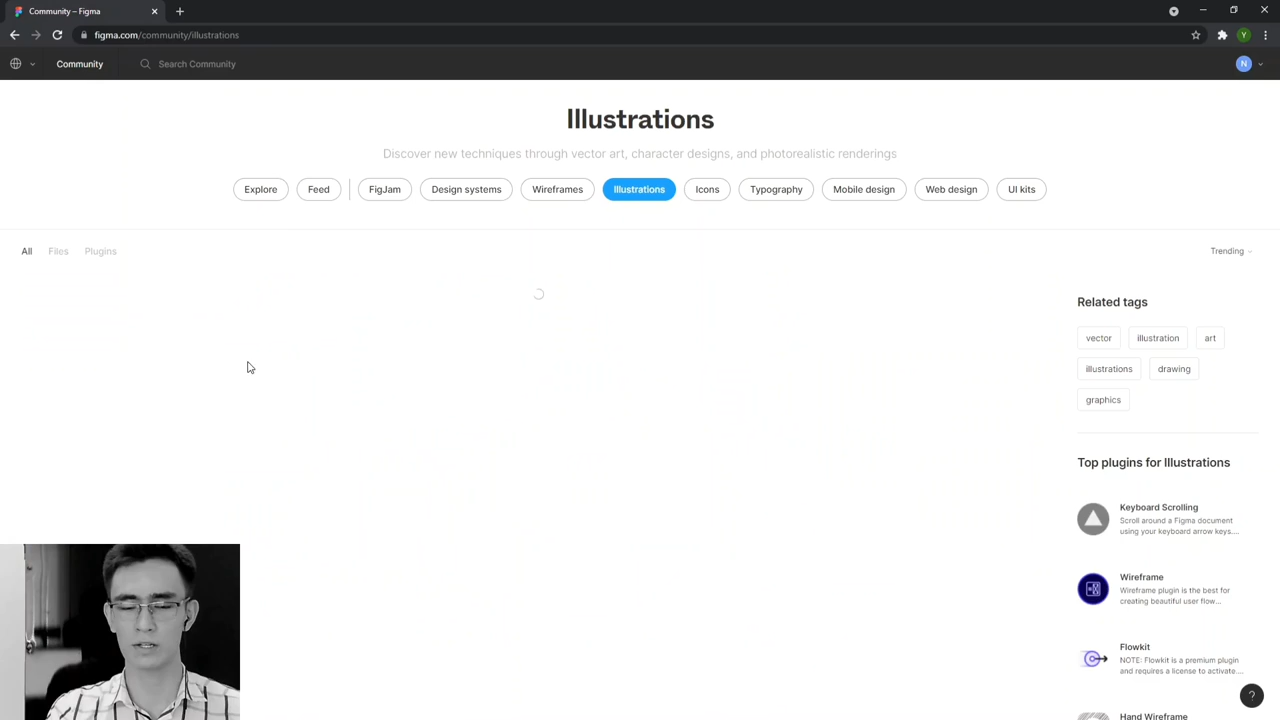 Community – Figma
figma.com/community/illustrations
Y
Community
Search Community
N
Illustrations
Discover new techniques through vector art, character designs, and photorealistic renderings
Explore
Feed
FigJam
Design systems
Wireframes
Illustrations
Icons
Typography
Mobile design
Web design
UI kits
All
Files
Plugins
Trending
Related tags
vector
illustration
art
illustrations
drawing
graphics
Top plugins for Illustrations
Keyboard Scrolling
Scroll around a Figma document
using your keyboard arrow keys....
Wireframe
Wireframe plugin is the best for
creating beautiful user flow...
Flowkit
NOTE: Flowkit is a premium plugin
and requires a license to activate....
Hand Wireframe
?